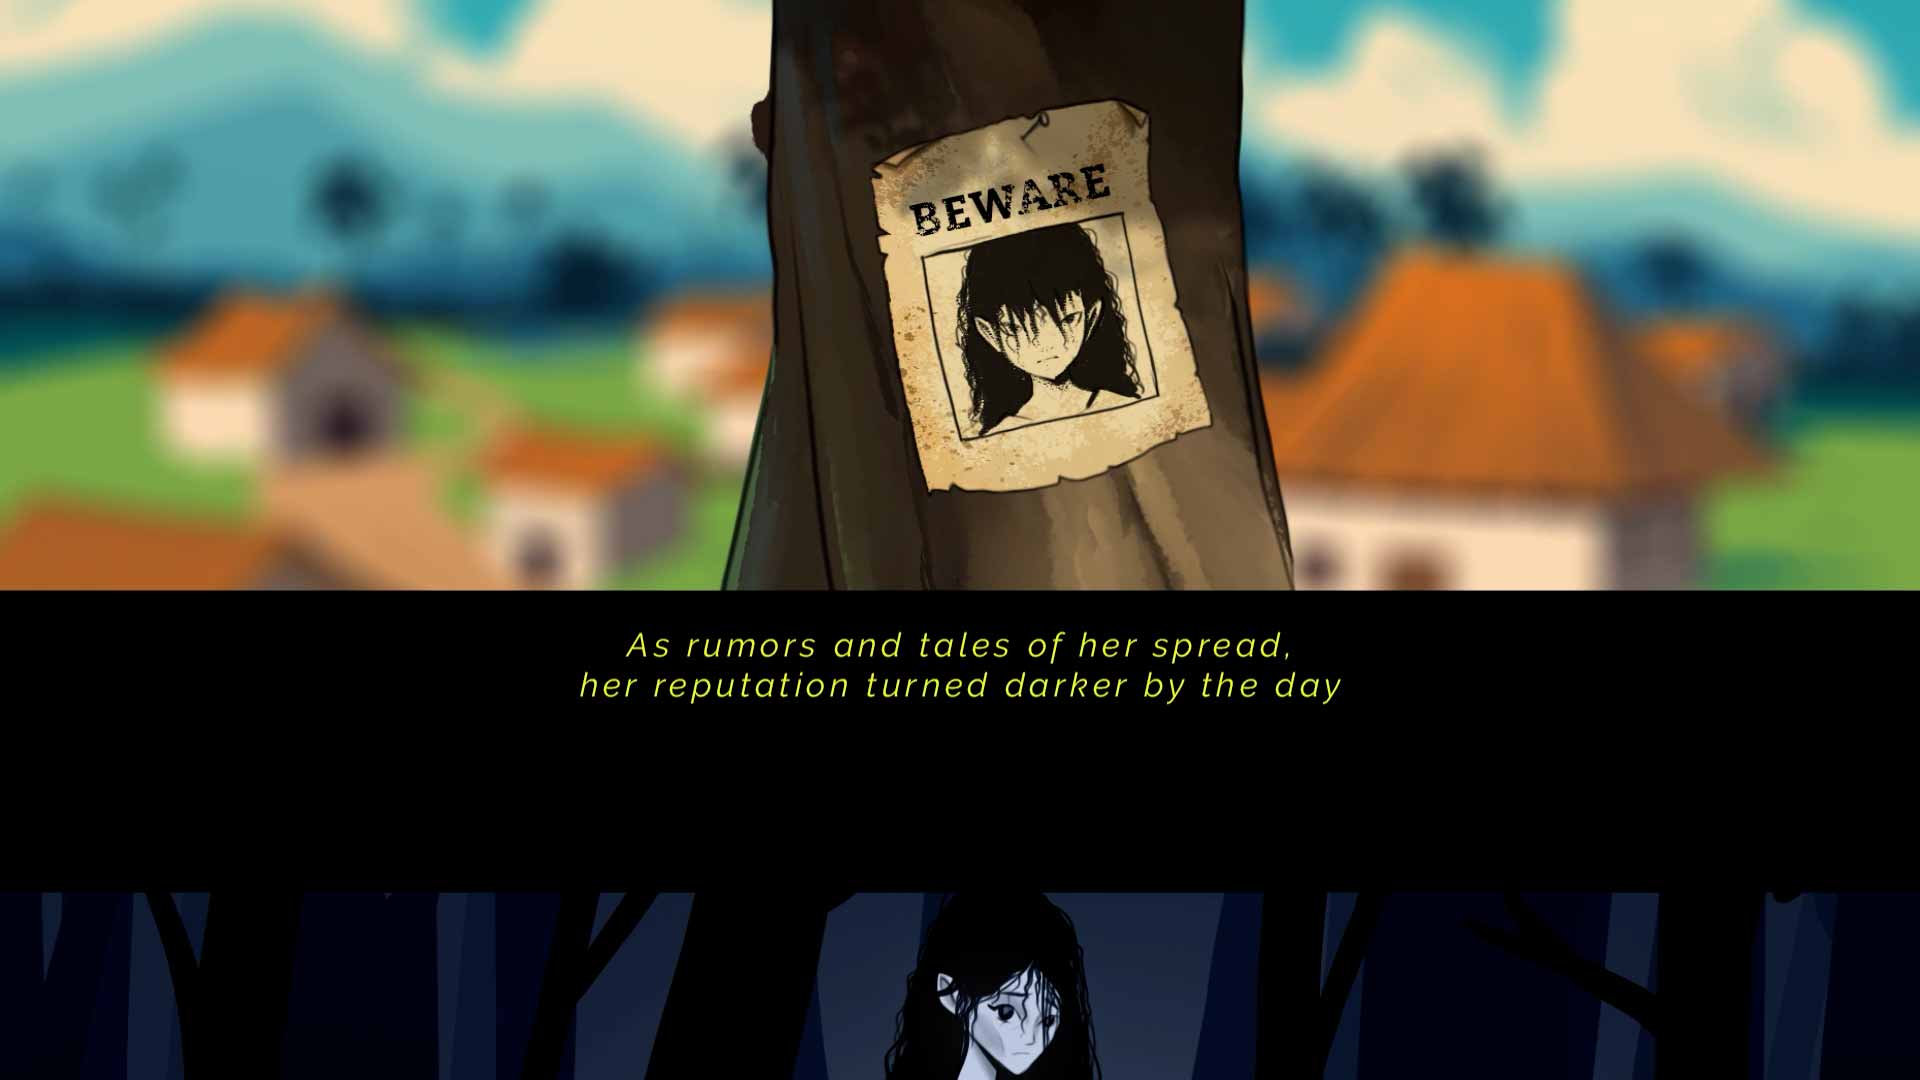 BEWARE
As rumors and tales of her spread,
her reputation turned darker by the day